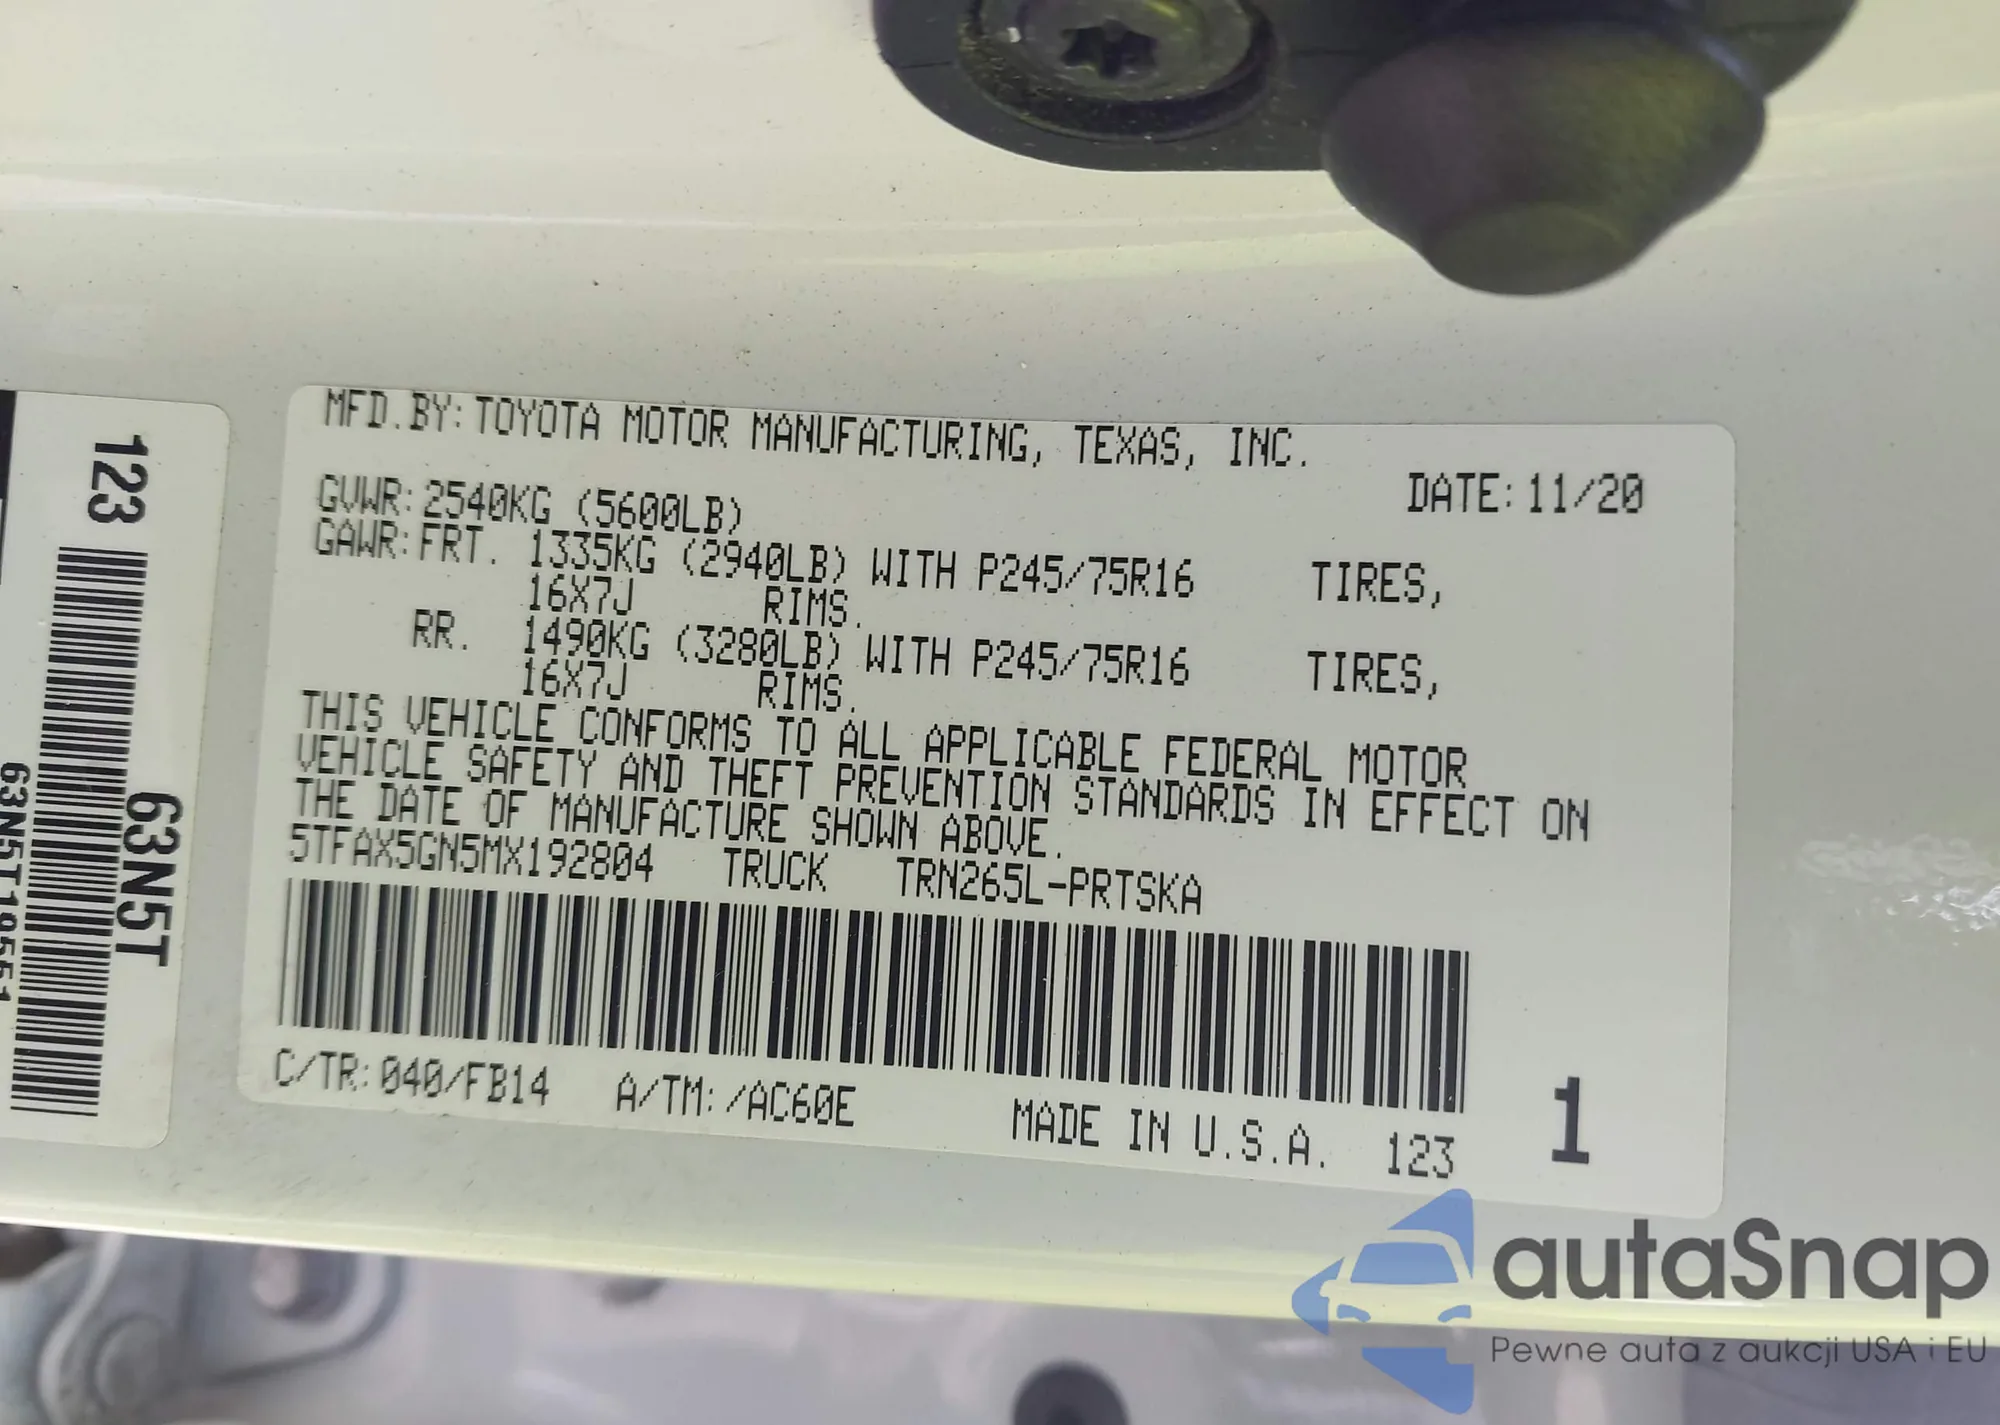 MFD.BY: TOYOTA MOTOR MANUFACTURING, TEXAS, INC.
DATE: 11/20
GVWR: 2540KG (5600LB)
GAWR: FRT. 1335KG (2940LB) WITH P245/75R16 TIRES,
16X7J RIMS.
RR. 1490KG (3280LB) WITH P245/75R16 TIRES,
16X7J RIMS.
THIS VEHICLE CONFORMS TO ALL APPLICABLE FEDERAL MOTOR
VEHICLE SAFETY AND THEFT PREVENTION STANDARDS IN EFFECT ON
THE DATE OF MANUFACTURE SHOWN ABOVE.
5TFAX5GN5MX192804 TRUCK TRN265L-PRTSKA
C/TR: 040/FB14 A/TM: /AC60E MADE IN U.S.A. 123
1
123
63N5T
autaSnap
Pewne auta z aukcji USA i EU